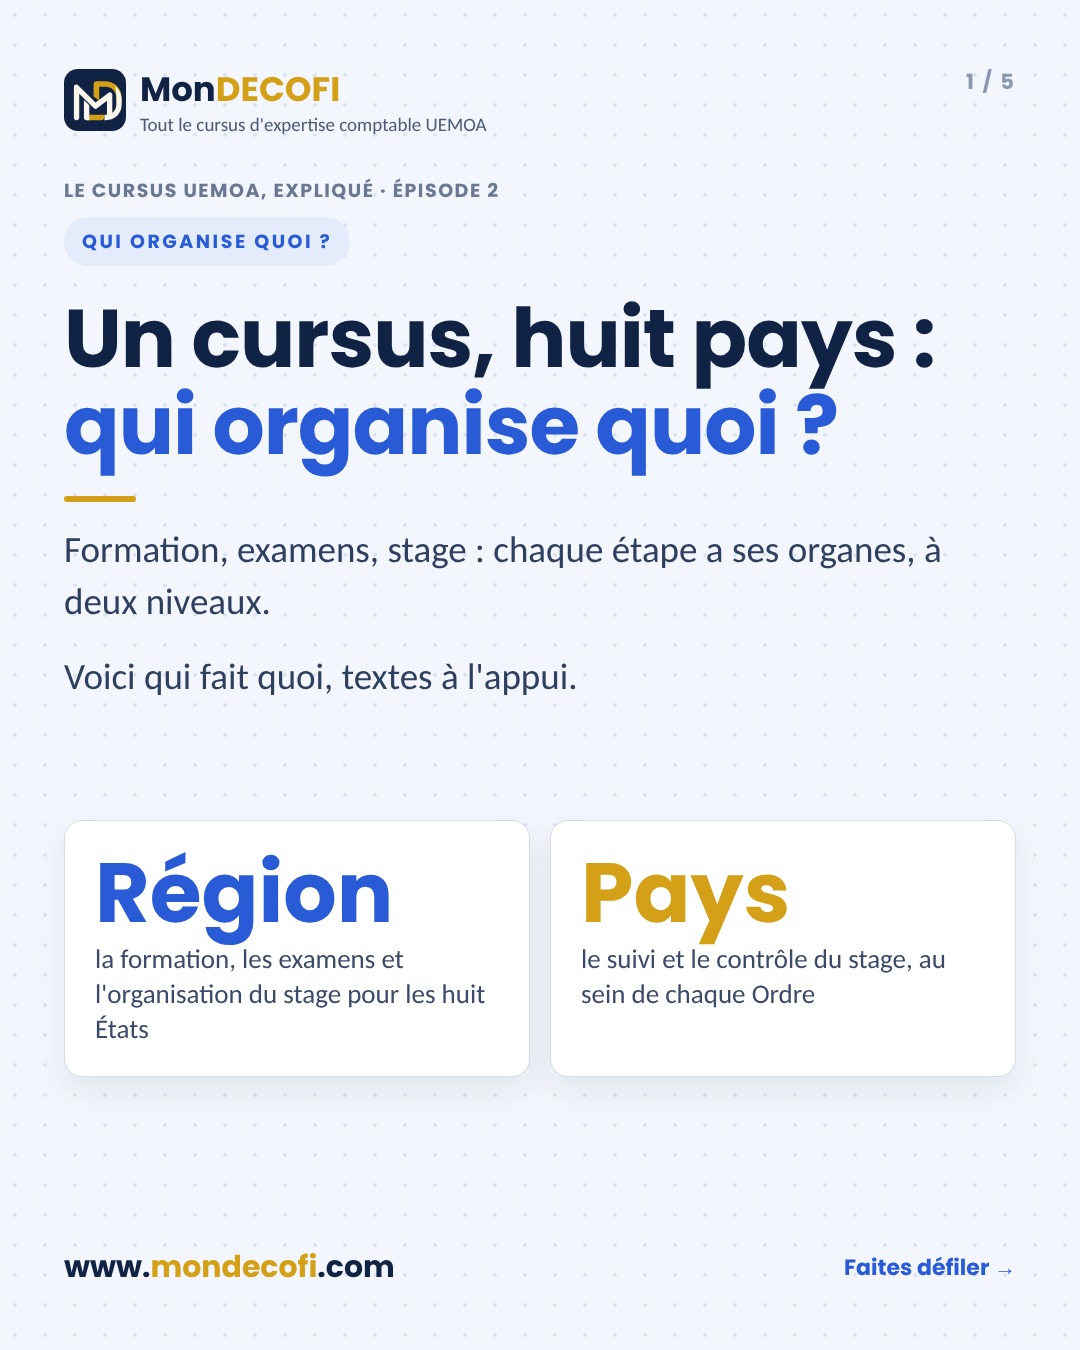 MonDECOFI
Tout le cursus d'expertise comptable UEMOA
1 / 5
LE CURSUS UEMOA, EXPLIQUÉ · ÉPISODE 2
QUI ORGANISE QUOI ?
Un cursus, huit pays :
qui organise quoi ?
Formation, examens, stage : chaque étape a ses organes, à
deux niveaux.
Voici qui fait quoi, textes à l'appui.
Région
la formation, les examens et
l'organisation du stage pour les huit
États
Pays
le suivi et le contrôle du stage, au
sein de chaque Ordre
www.mondecofi.com
Faites défiler →